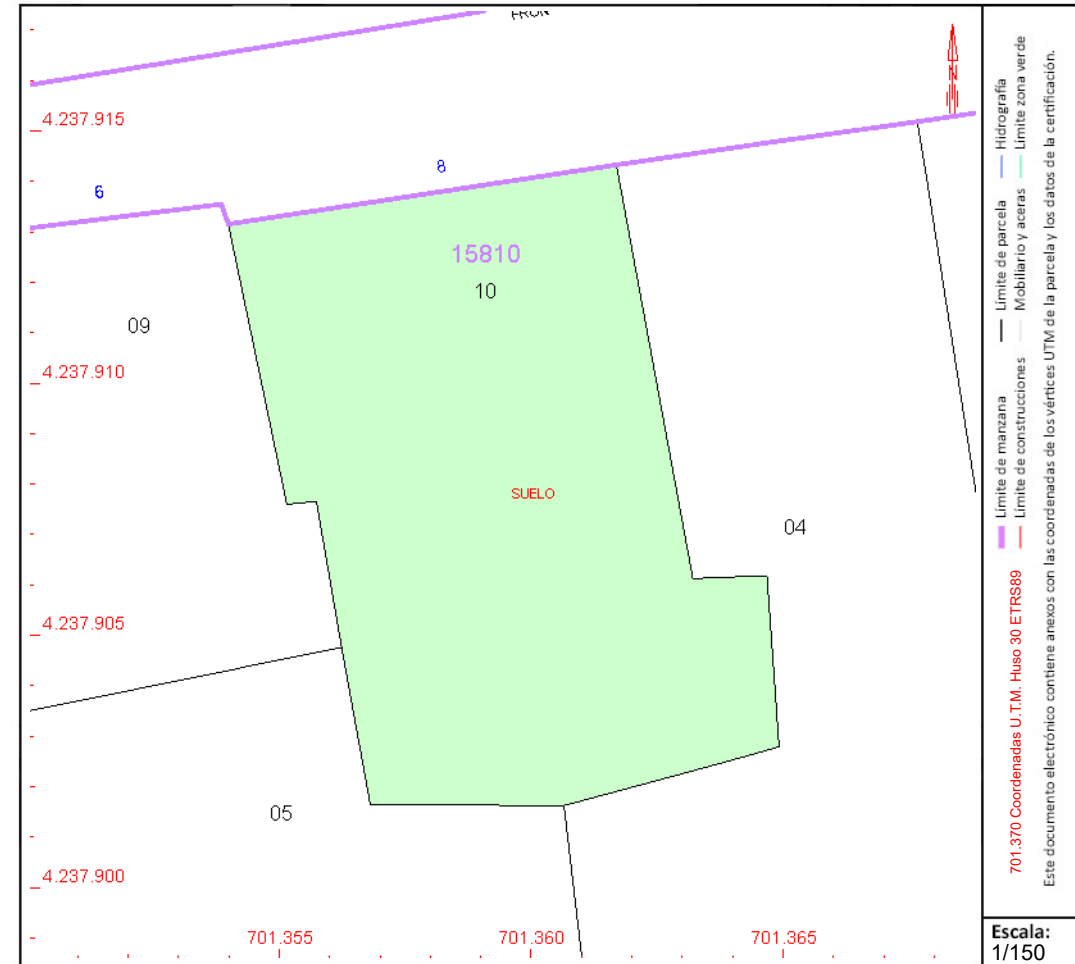 4.237.915
6
8
15810
10
09
4.237.910
SUELO
04
4.237.905
05
4.237.900
701.355
701.360
701.365
Hidrografía
Límite zona verde
Límite de parcela
Mobiliario y aceras
Límite de manzana
Límite de construcciones
701.370 Coordenadas U.T.M. Huso 30 ETRS89
Este documento electrónico contiene anexos con las coordenadas de los vértices UTM de la parcela y los datos de la certificación.
Escala:
1/150